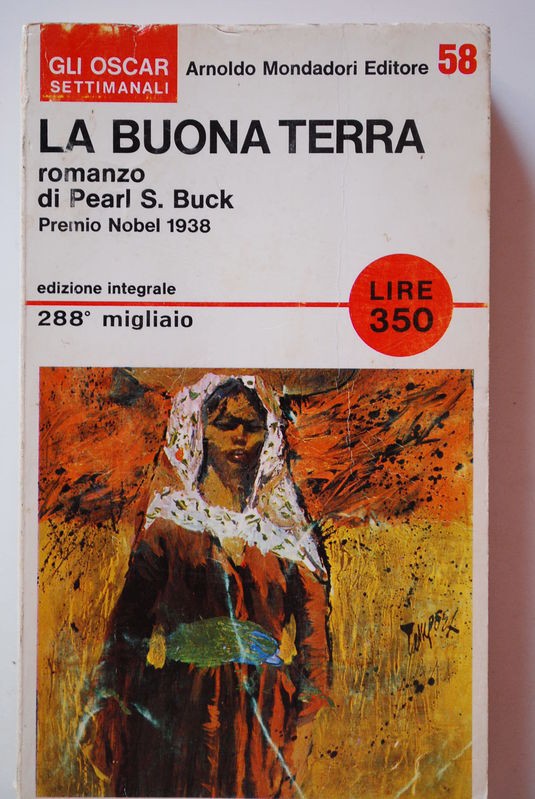 GLI OSCAR
SETTIMANALI
Arnoldo Mondadori Editore 58
LA BUONA TERRA
romanzo
di Pearl S. Buck
Premio Nobel 1938
edizione integrale
LIRE
350
288° migliaio